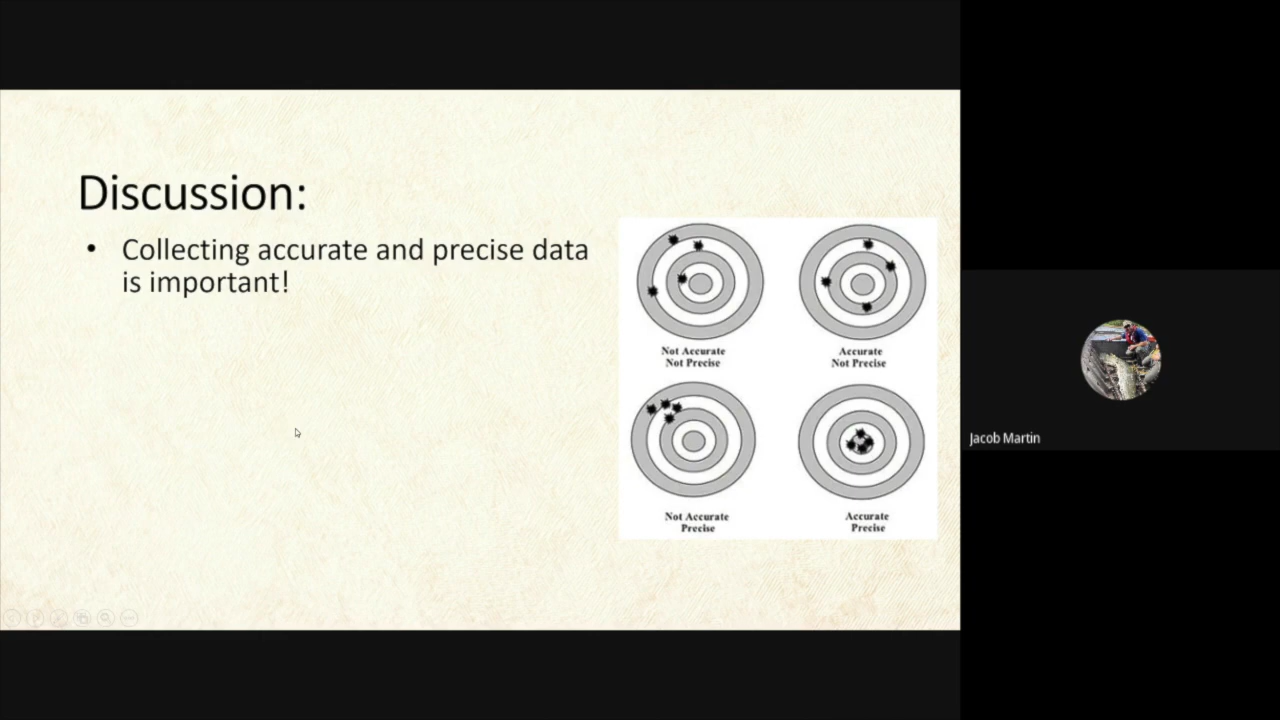 Discussion:
• Collecting accurate and precise data
is important!
Not Accurate
Not Precise
Accurate
Not Precise
Not Accurate
Precise
Accurate
Precise
Jacob Martin